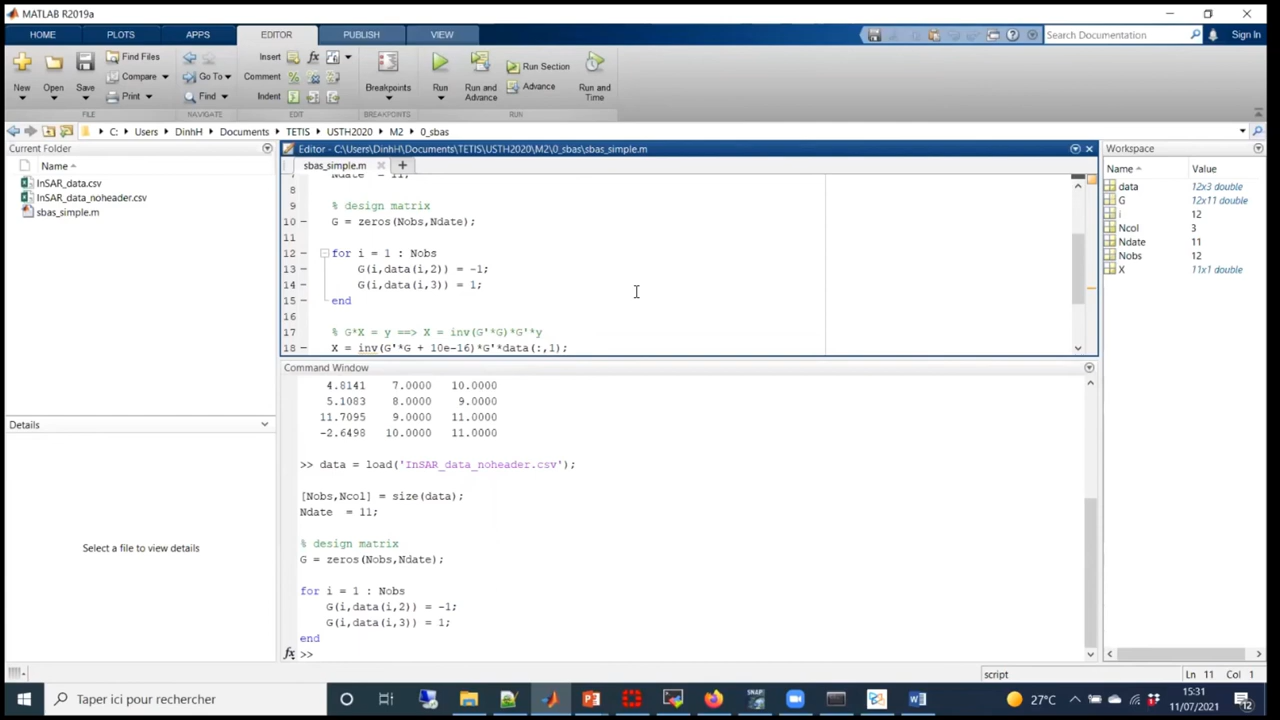 MATLAB R2019a
HOME PLOTS APPS EDITOR PUBLISH VIEW
Search Documentation
Sign In
New
Open
Save
Find Files
Compare
Print
FILE
Go To
Find
NAVIGATE
Insert
Comment
Indent
EDIT
Breakpoints
BREAKPOINTS
Run
Run and Advance
Run Section
Advance
Run and Time
RUN
C: Users DinhH Documents TETIS USTH2020 M2 0_sbas
Current Folder
Name
InSAR_data.csv
InSAR_data_noheader.csv
sbas_simple.m
Details
Select a file to view details
Editor - C:\Users\DinhH\Documents\TETIS\USTH2020\M2\0_sbas\sbas_simple.m
sbas_simple.m
7 Ndate = 11;
8
9 % design matrix
10 G = zeros(Nobs,Ndate);
11
12 for i = 1 : Nobs
13 G(i,data(i,2)) = -1;
14 G(i,data(i,3)) = 1;
15 end
16
17 % G*X = y ==> X = inv(G'*G)*G'*y
18 X = inv(G'*G + 10e-16)*G'*data(:,1);
Command Window
4.8141 7.0000 10.0000
5.1083 8.0000 9.0000
11.7095 9.0000 11.0000
-2.6498 10.0000 11.0000
>> data = load('InSAR_data_noheader.csv');
[Nobs,Ncol] = size(data);
Ndate = 11;
% design matrix
G = zeros(Nobs,Ndate);
for i = 1 : Nobs
G(i,data(i,2)) = -1;
G(i,data(i,3)) = 1;
end
fx >>
Workspace
Name Value
data 12x3 double
G 12x11 double
i 12
Ncol 3
Ndate 11
Nobs 12
X 11x1 double
script
Ln 11 Col 1
Taper ici pour rechercher
27°C
15:31
11/07/2021